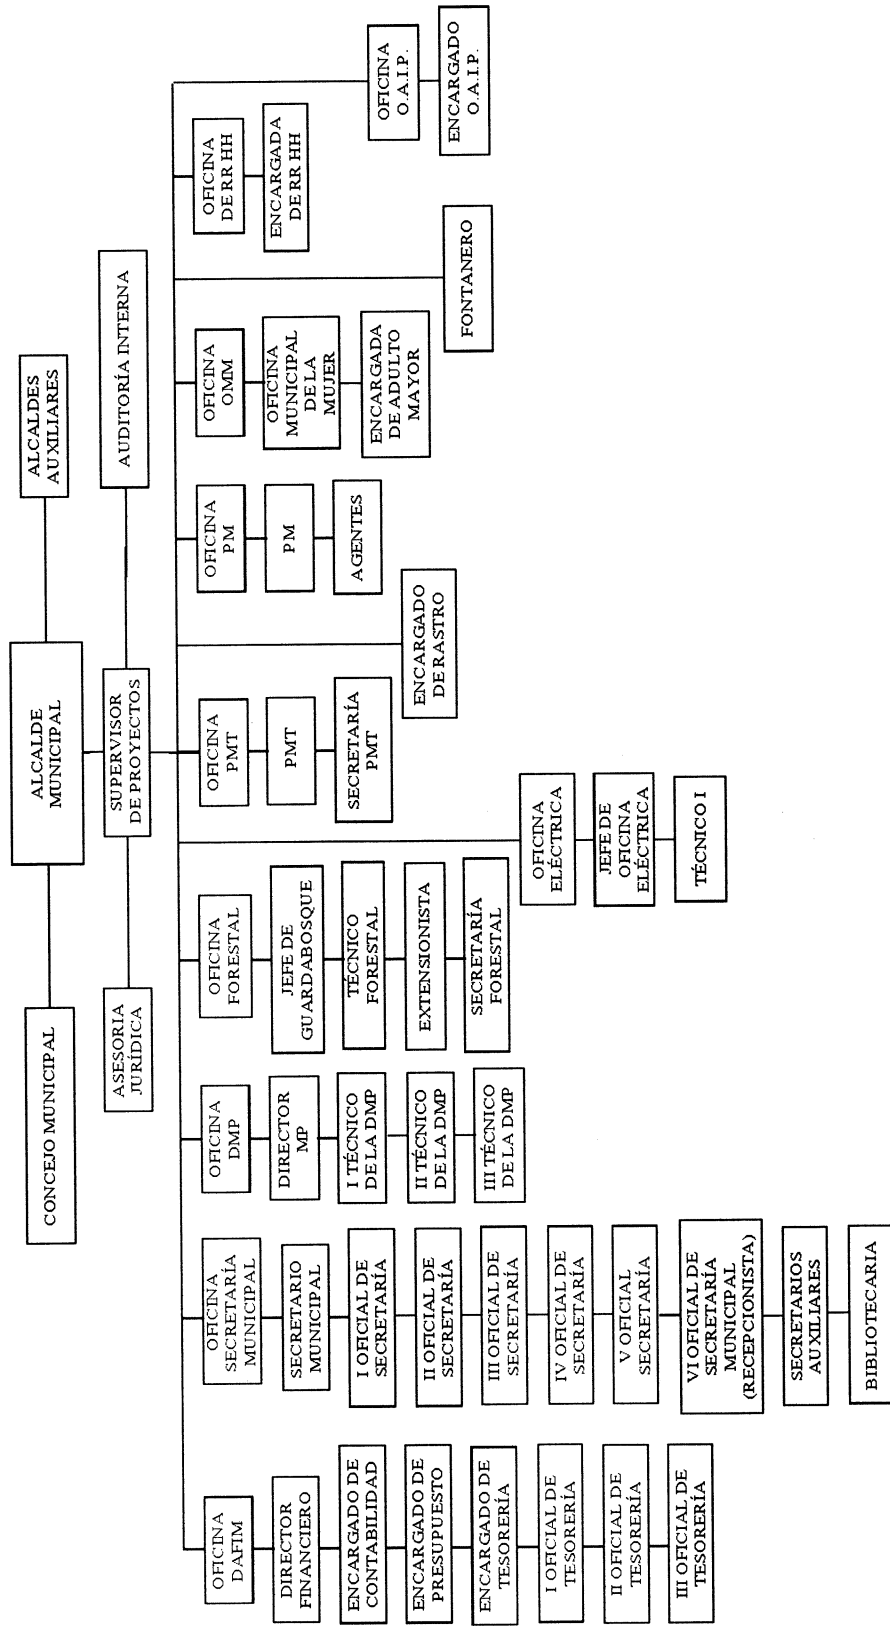 CONCEJO MUNICIPAL
ALCALDE
MUNICIPAL
ALCALDES
AUXILIARES
ASESORIA
JURÍDICA
SUPERVISOR
DE PROYECTOS
AUDITORÍA INTERNA
OFICINA
DAFIM
DIRECTOR
FINANCIERO
ENCARGADO DE
CONTABILIDAD
ENCARGADO DE
PRESUPUESTO
ENCARGADO DE
TESORERÍA
I OFICIAL DE
TESORERÍA
II OFICIAL DE
TESORERÍA
III OFICIAL DE
TESORERÍA
OFICINA
SECRETARÍA
MUNICIPAL
SECRETARIO
MUNICIPAL
I OFICIAL DE
SECRETARÍA
II OFICIAL DE
SECRETARÍA
III OFICIAL DE
SECRETARÍA
IV OFICIAL DE
SECRETARÍA
V OFICIAL
SECRETARÍA
VI OFICIAL DE
SECRETARÍA
MUNICIPAL
(RECEPCIONISTA)
SECRETARIOS
AUXILIARES
BIBLIOTECARIA
OFICINA
DMP
DIRECTOR
MP
I TÉCNICO
DE LA DMP
II TÉCNICO
DE LA DMP
III TÉCNICO
DE LA DMP
OFICINA
FORESTAL
JEFE DE
GUARDABOSQUE
TÉCNICO
FORESTAL
EXTENSIONISTA
SECRETARÍA
FORESTAL
OFICINA
ELÉCTRICA
JEFE DE
OFICINA
ELÉCTRICA
TÉCNICO I
OFICINA
PMT
PMT
SECRETARÍA
PMT
ENCARGADO
DE RASTRO
OFICINA
PM
PM
AGENTES
OFICINA
OMM
OFICINA
MUNICIPAL
DE LA
MUJER
ENCARGADA
DE ADULTO
MAYOR
FONTANERO
OFICINA
DE RR HH
ENCARGADA
DE RR HH
OFICINA
O.A.I.P.
ENCARGADO
O.A.I.P.